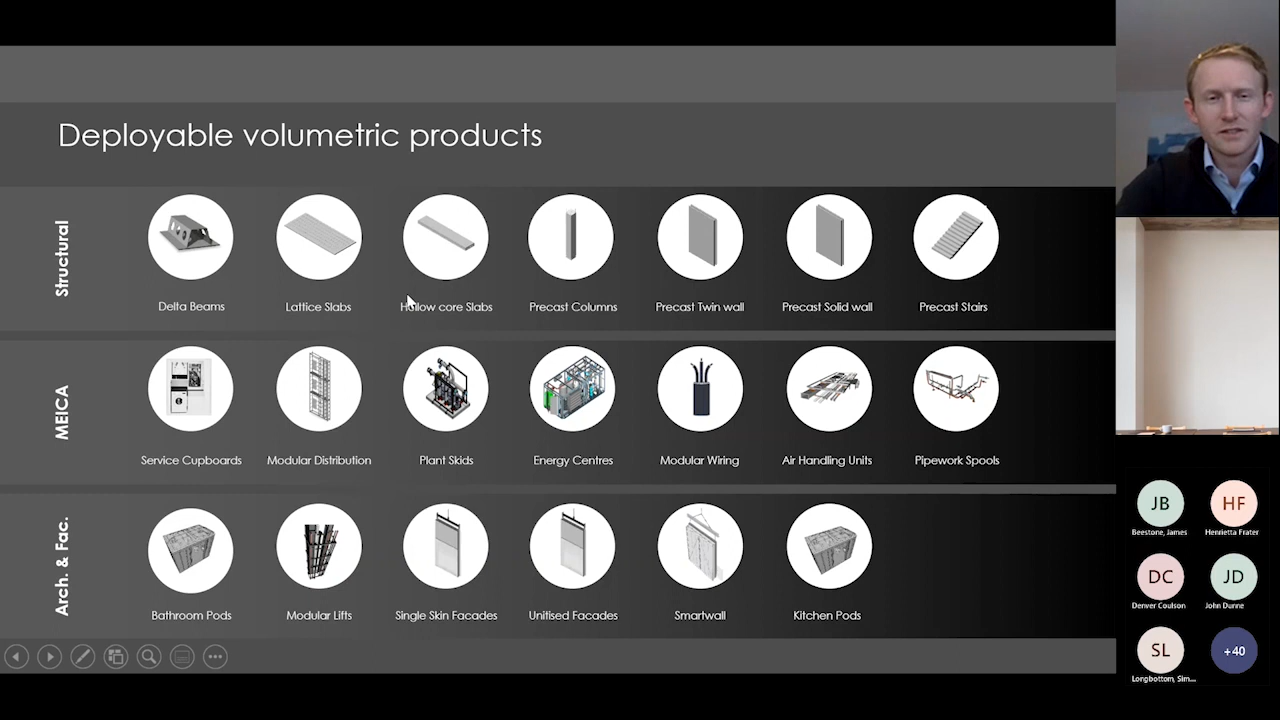 Deployable volumetric products
Structural
Delta Beams
Lattice Slabs
Hollow core Slabs
Precast Columns
Precast Twin wall
Precast Solid wall
Precast Stairs
MEICA
Service Cupboards
Modular Distribution
Plant Skids
Energy Centres
Modular Wiring
Air Handling Units
Pipework Spools
Arch. & Fac.
Bathroom Pods
Modular Lifts
Single Skin Facades
Unitised Facades
Smartwall
Kitchen Pods
JB
HF
Beestone, James
Henrietta Frater
DC
JD
Denver Coulson
John Dunne
SL
+40
Longbottom, Sim...